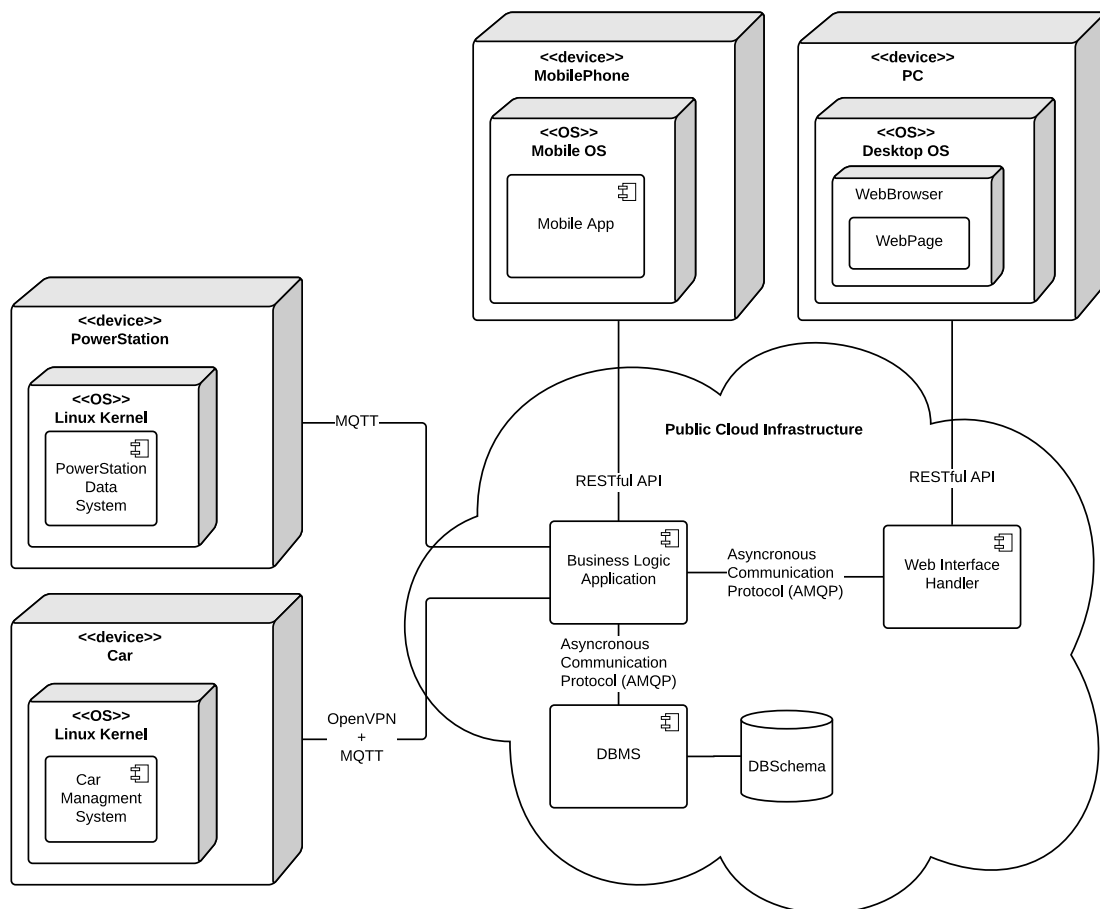 <<device>>
MobilePhone
<<OS>>
Mobile OS
Mobile App
<<device>>
PC
<<OS>>
Desktop OS
WebBrowser
WebPage
<<device>>
PowerStation
<<OS>>
Linux Kernel
PowerStation
Data
System
MQTT
Public Cloud Infrastructure
RESTful API
RESTful API
Business Logic
Application
Asyncronous
Communication
Protocol (AMQP)
Web Interface
Handler
<<device>>
Car
<<OS>>
Linux Kernel
Car
Managment
System
OpenVPN
+
MQTT
Asyncronous
Communication
Protocol (AMQP)
DBMS
DBSchema